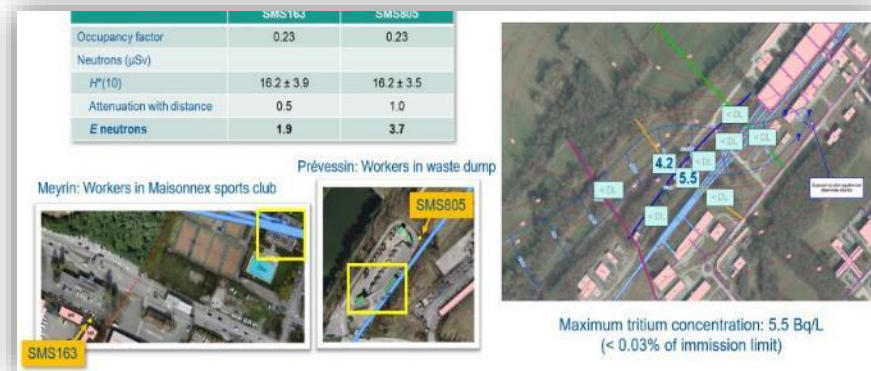 SMS163 SMS805
Occupancy factor 0.23 0.23
Neutrons (µSv)
H*(10) 16.2 ± 3.9 16.2 ± 3.5
Attenuation with distance 0.5 1.0
E neutrons 1.9 3.7
Meyrin: Workers in Maisonnex sports club
SMS163
Prévessin: Workers in waste dump
SMS805
< DL
< DL
4.2 < DL
5.5 < DL
< DL
< DL
< DL
Maximum tritium concentration: 5.5 Bq/L
(< 0.03% of immission limit)